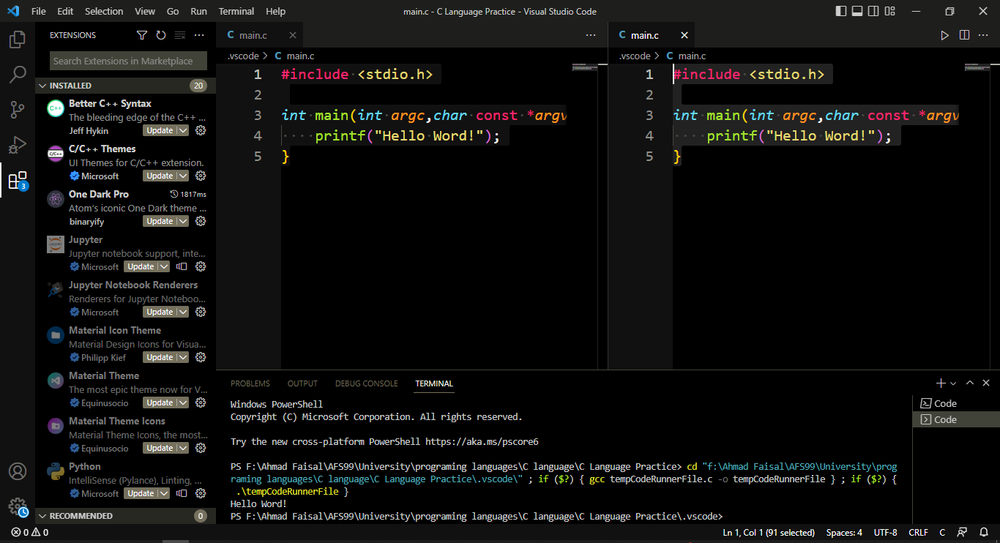 File Edit Selection View Go Run Terminal Help
main.c - C Language Practice - Visual Studio Code
EXTENSIONS
Search Extensions in Marketplace
INSTALLED 20
Better C++ Syntax
The bleeding edge of the C++ ...
Jeff Hykin Update
C/C++ Themes
UI Themes for C/C++ extension.
Microsoft Update
One Dark Pro 1817ms
Atom's iconic One Dark theme ...
binaryify Update
Jupyter
Jupyter notebook support, inte...
Microsoft Update
Jupyter Notebook Renderers
Renderers for Jupyter Noteboo...
Microsoft Update
Material Icon Theme
Material Design Icons for Visua...
Philipp Kief Update
Material Theme
The most epic theme now for V...
Equinusocio Update
Material Theme Icons
Material Theme Icons, the most...
Equinusocio Update
Python
IntelliSense (Pylance), Linting, ...
Microsoft Update
RECOMMENDED 0
3
C main.c
.vscode > C main.c
1 #include <stdio.h>
2
3 int main(int argc,char const *argv
4 printf("Hello Word!");
5 }
C main.c
.vscode > C main.c
1 #include <stdio.h>
2
3 int main(int argc,char const *argv
4 printf("Hello Word!");
5 }
PROBLEMS OUTPUT DEBUG CONSOLE TERMINAL
Windows PowerShell
Copyright (C) Microsoft Corporation. All rights reserved.
Try the new cross-platform PowerShell https://aka.ms/pscore6
PS F:\Ahmad Faisal\AFS99\University\programing languages\C language\C Language Practice> cd "f:\Ahmad Faisal\AFS99\University\prog
raming languages\C language\C Language Practice\.vscode\" ; if ($?) { gcc tempCodeRunnerFile.c -o tempCodeRunnerFile } ; if ($?) {
.\tempCodeRunnerFile }
Hello Word!
PS F:\Ahmad Faisal\AFS99\University\programing languages\C language\C Language Practice\.vscode>
Code
Code
0 0
Ln 1, Col 1 (91 selected) Spaces: 4 UTF-8 CRLF C